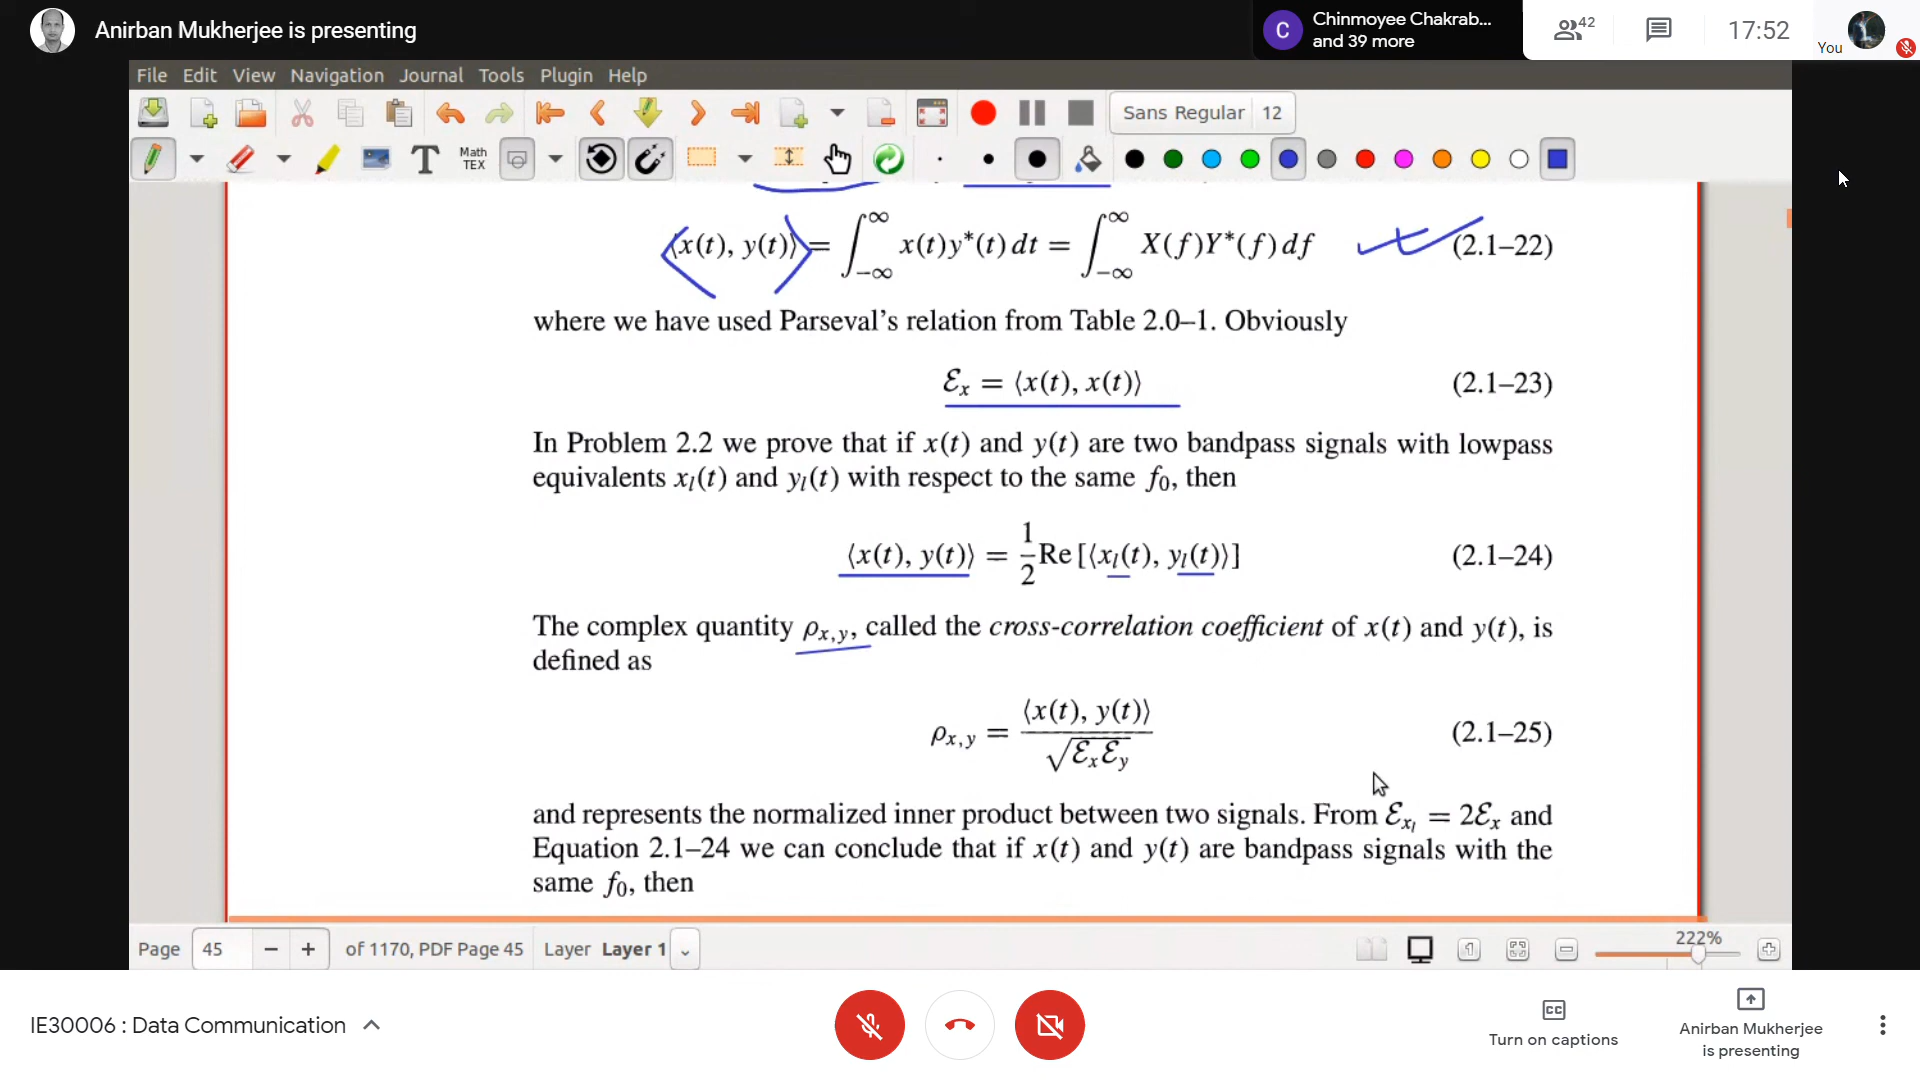 Anirban Mukherjee is presenting
C
Chinmoyee Chakrab...
and 39 more
42
17:52
You
File Edit View Navigation Journal Tools Plugin Help
Sans Regular 12
T
Math
TEX
⟨x(t), y(t)⟩ = ∫_{−∞}^{∞} x(t)y*(t) dt = ∫_{−∞}^{∞} X(f)Y*(f) df (2.1–22)
where we have used Parseval's relation from Table 2.0–1. Obviously
ℰₓ = ⟨x(t), x(t)⟩ (2.1–23)
In Problem 2.2 we prove that if x(t) and y(t) are two bandpass signals with lowpass
equivalents x_l(t) and y_l(t) with respect to the same f₀, then
⟨x(t), y(t)⟩ = 1/2 Re [⟨x_l(t), y_l(t)⟩] (2.1–24)
The complex quantity ρ_{x,y}, called the cross-correlation coefficient of x(t) and y(t), is
defined as
ρ_{x,y} = ⟨x(t), y(t)⟩ / √(ℰ_xℰ_y) (2.1–25)
and represents the normalized inner product between two signals. From ℰ_{x_l} = 2ℰ_x and
Equation 2.1–24 we can conclude that if x(t) and y(t) are bandpass signals with the
same f₀, then
Page 45 − + of 1170, PDF Page 45 Layer Layer 1
222%
IE30006 : Data Communication
CC
Turn on captions
Anirban Mukherjee
is presenting